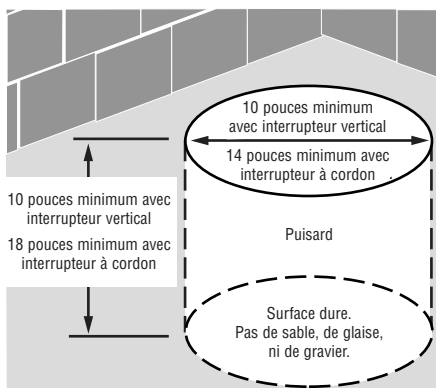 10 pouces minimum
avec interrupteur vertical
14 pouces minimum avec
interrupteur à cordon
10 pouces minimum avec
interrupteur vertical
18 pouces minimum avec
interrupteur à cordon
Puisard
Surface dure.
Pas de sable, de glaise,
ni de gravier.